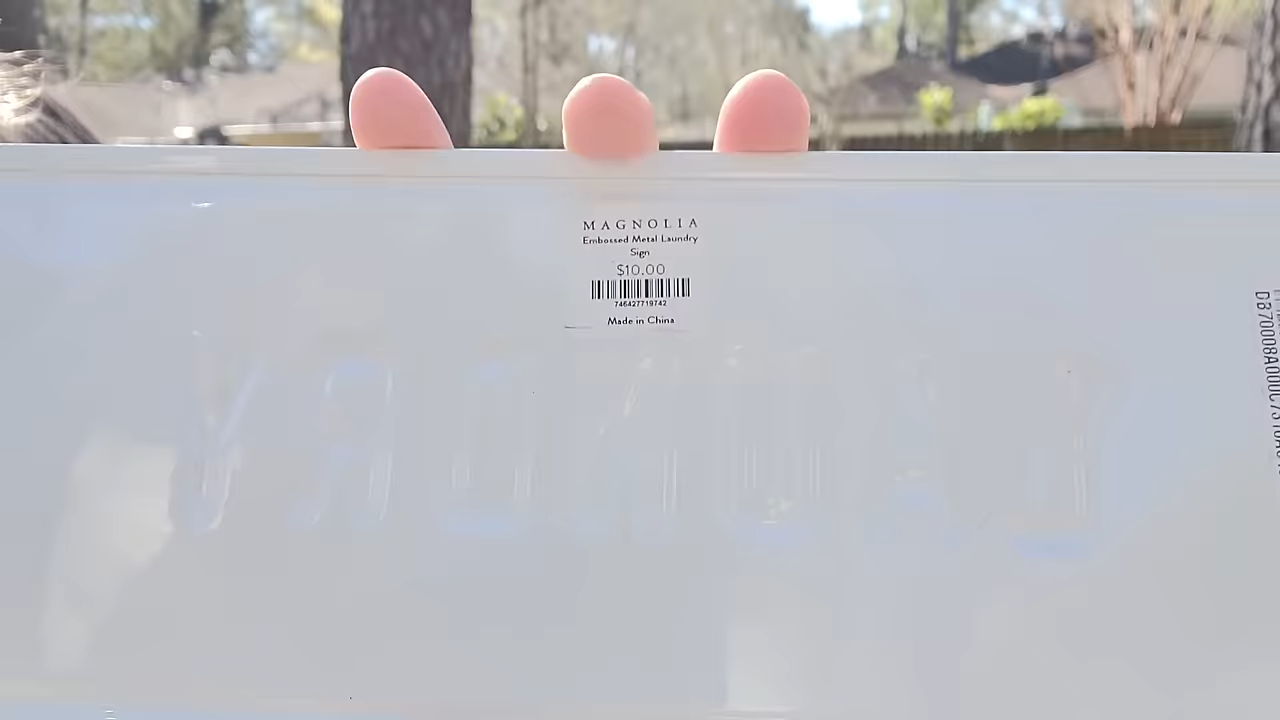 MAGNOLIA
Embossed Metal Laundry
Sign
$10.00
746427719742
Made in China